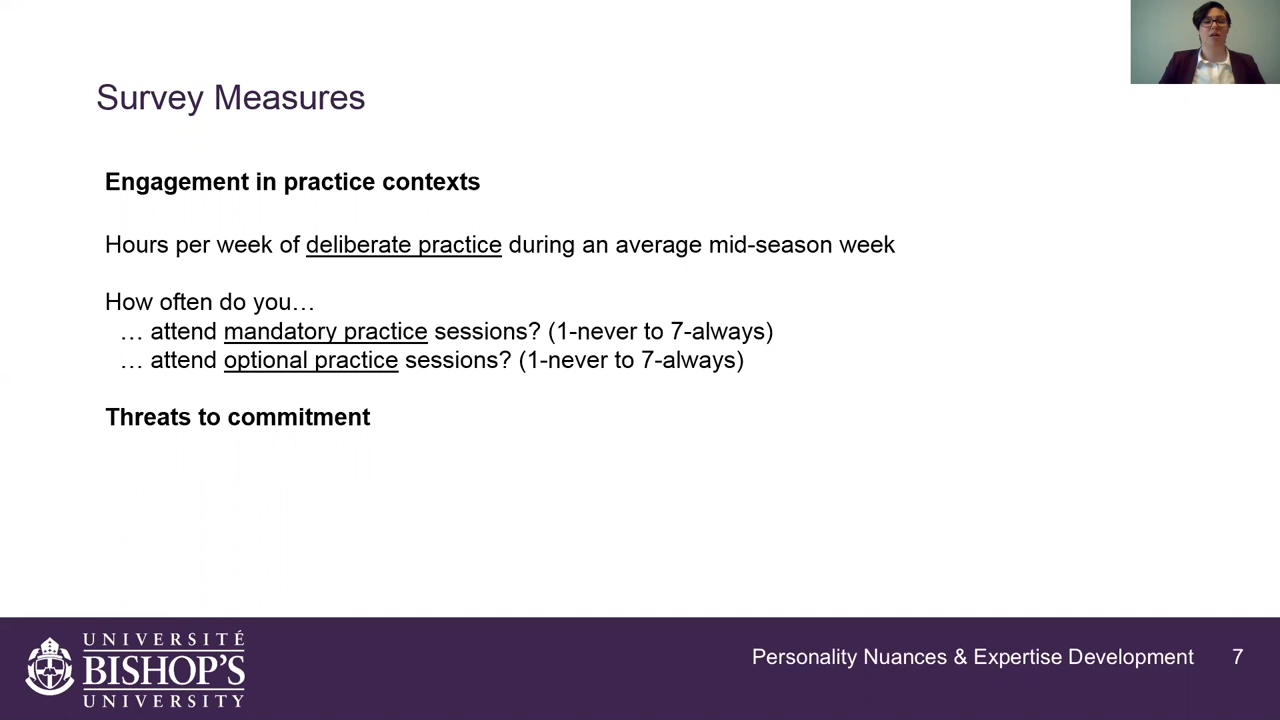 Survey Measures
Engagement in practice contexts
Hours per week of deliberate practice during an average mid-season week
How often do you…
… attend mandatory practice sessions? (1-never to 7-always)
… attend optional practice sessions? (1-never to 7-always)
Threats to commitment
UNIVERSITÉ
BISHOP'S
UNIVERSITY
Personality Nuances & Expertise Development 7